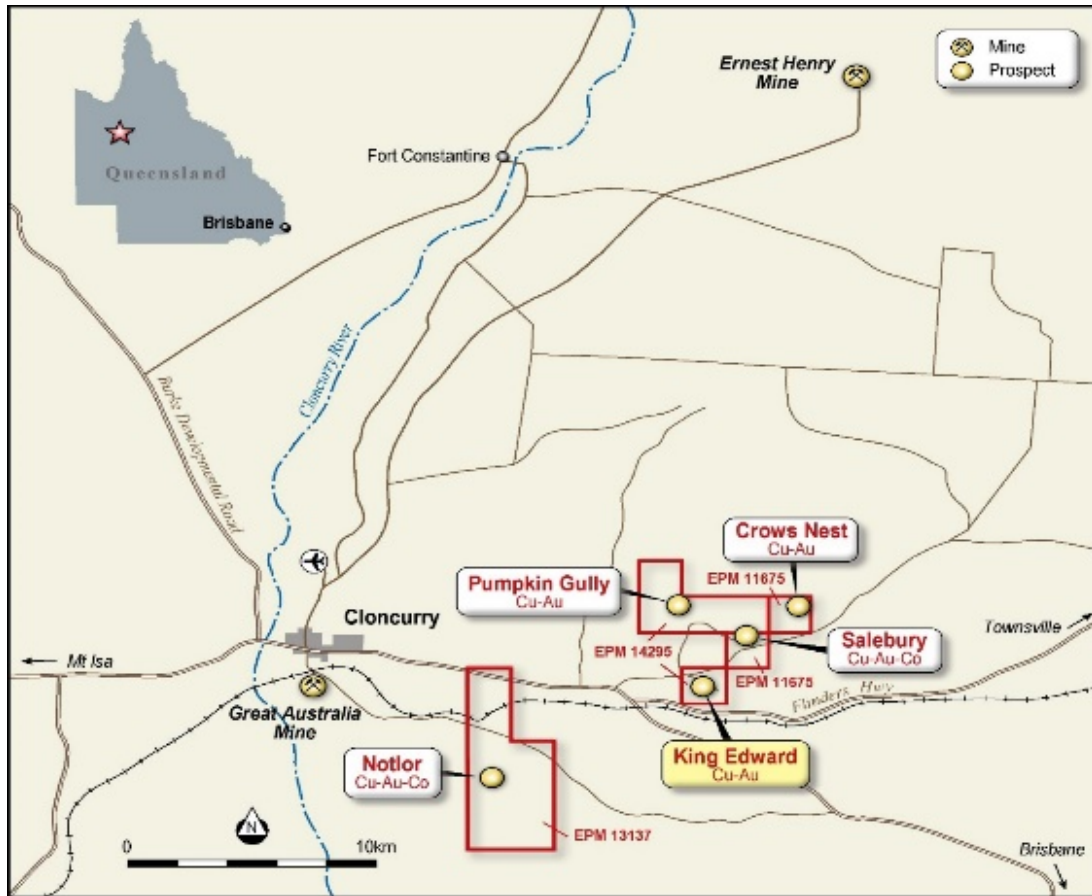 Ernest Henry
Mine
Mine
Prospect
Queensland
Brisbane
Fort Constantine
Cloncurry River
Burke Developmental Road
Crows Nest
Cu-Au
Pumpkin Gully
Cu-Au
EPM 11675
Cloncurry
Salebury
Cu-Au-Co
Townsville
EPM 14295
EPM 11675
Mt Isa
Flinders Hwy
Great Australia
Mine
King Edward
Cu-Au
Notlor
Cu-Au-Co
EPM 13137
N
0
10km
Brisbane